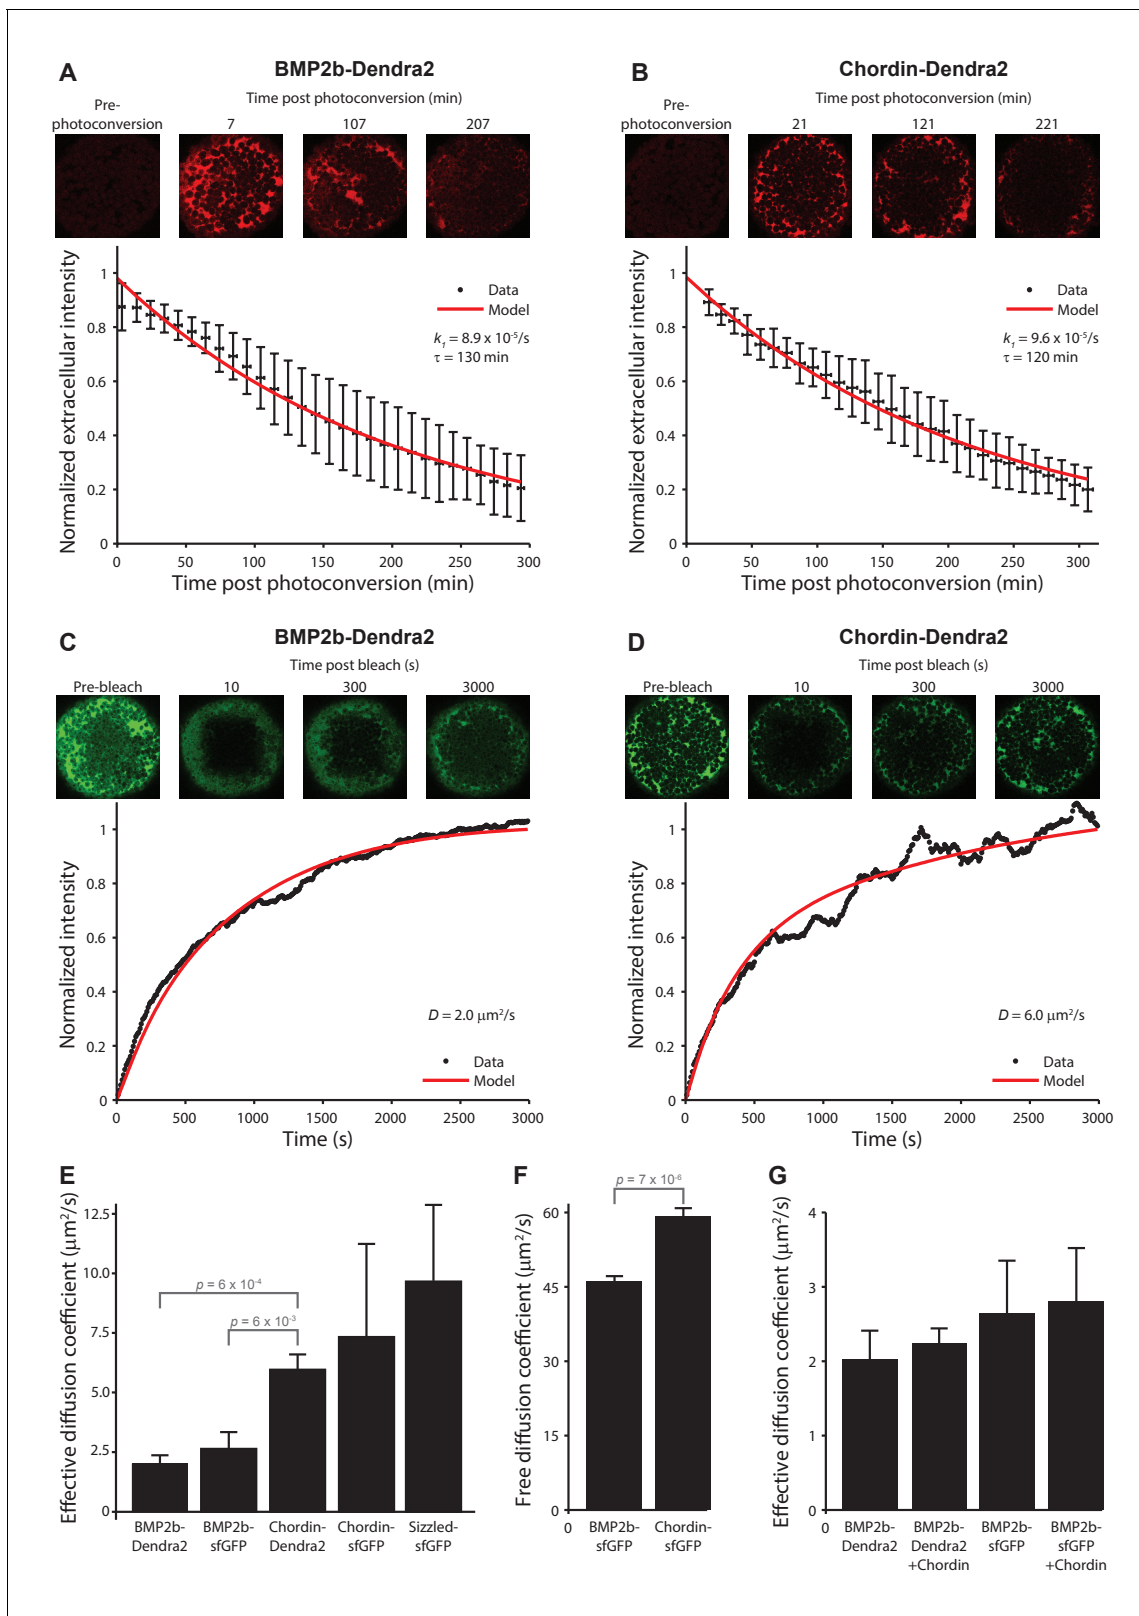 A
BMP2b-Dendra2
Time post photoconversion (min)
Pre-
photoconversion
7
107
207
Normalized extracellular intensity
1
0.8
0.6
0.4
0.2
0
Data
Model
k₁ = 8.9 x 10⁻⁵/s
τ = 130 min
0 50 100 150 200 250 300
Time post photoconversion (min)
B
Chordin-Dendra2
Time post photoconversion (min)
Pre-
photoconversion
21
121
221
Normalized extracellular intensity
1
0.8
0.6
0.4
0.2
0
Data
Model
k₁ = 9.6 x 10⁻⁵/s
τ = 120 min
0 50 100 150 200 250 300
Time post photoconversion (min)
C
BMP2b-Dendra2
Time post bleach (s)
Pre-bleach 10 300 3000
Normalized intensity
1
0.8
0.6
0.4
0.2
0
D = 2.0 µm²/s
Data
Model
0 500 1000 1500 2000 2500 3000
Time (s)
D
Chordin-Dendra2
Time post bleach (s)
Pre-bleach 10 300 3000
Normalized intensity
1
0.8
0.6
0.4
0.2
0
D = 6.0 µm²/s
Data
Model
0 500 1000 1500 2000 2500 3000
Time (s)
E
Effective diffusion coefficient (µm²/s)
12.5
10.0
7.5
5.0
2.5
0
p = 6 x 10⁻⁴
p = 6 x 10⁻³
BMP2b-
Dendra2
BMP2b-
sfGFP
Chordin-
Dendra2
Chordin-
sfGFP
Sizzled-
sfGFP
F
Free diffusion coefficient (µm²/s)
60
45
30
15
0
p = 7 x 10⁻⁶
BMP2b-
sfGFP
Chordin-
sfGFP
G
Effective diffusion coefficient (µm²/s)
4
3
2
1
0
BMP2b-
Dendra2
BMP2b-
Dendra2
+Chordin
BMP2b-
sfGFP
BMP2b-
sfGFP
+Chordin